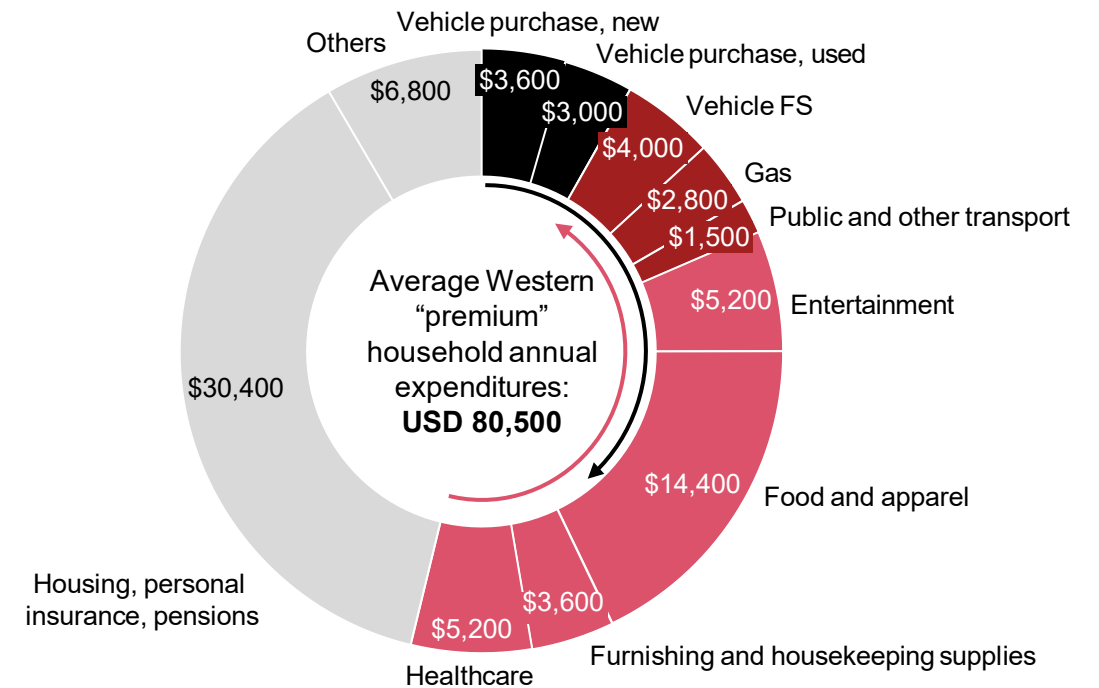 Vehicle purchase, new
Others
Vehicle purchase, used
$3,600
$6,800
$3,000
Vehicle FS
$4,000
Gas
$2,800
Public and other transport
$1,500
$5,200
Entertainment
Average Western
“premium”
household annual
expenditures:
USD 80,500
$30,400
$14,400
Food and apparel
Housing, personal
insurance, pensions
$3,600
$5,200
Furnishing and housekeeping supplies
Healthcare